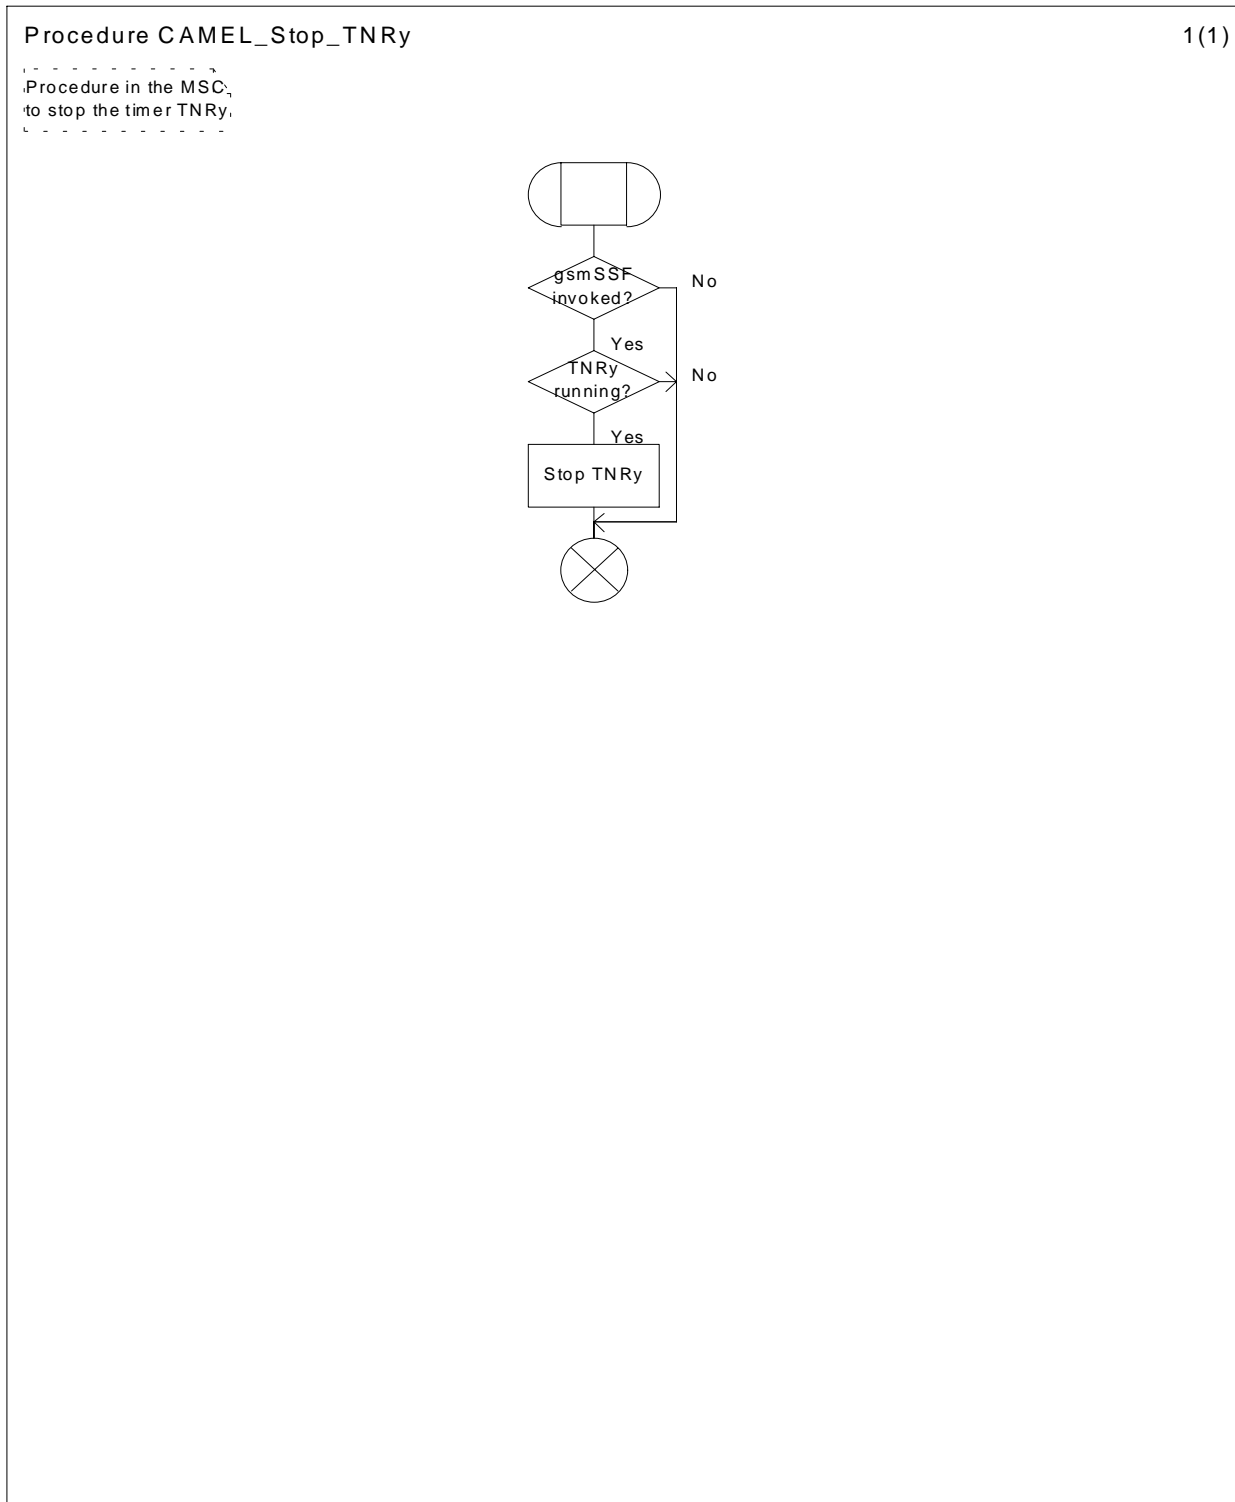 Procedure CAMEL_Stop_TNRy
1(1)
Procedure in the MSC
to stop the timer TNRy
gsmSSF
invoked?
No
Yes
TNRy
running?
No
Yes
Stop TNRy